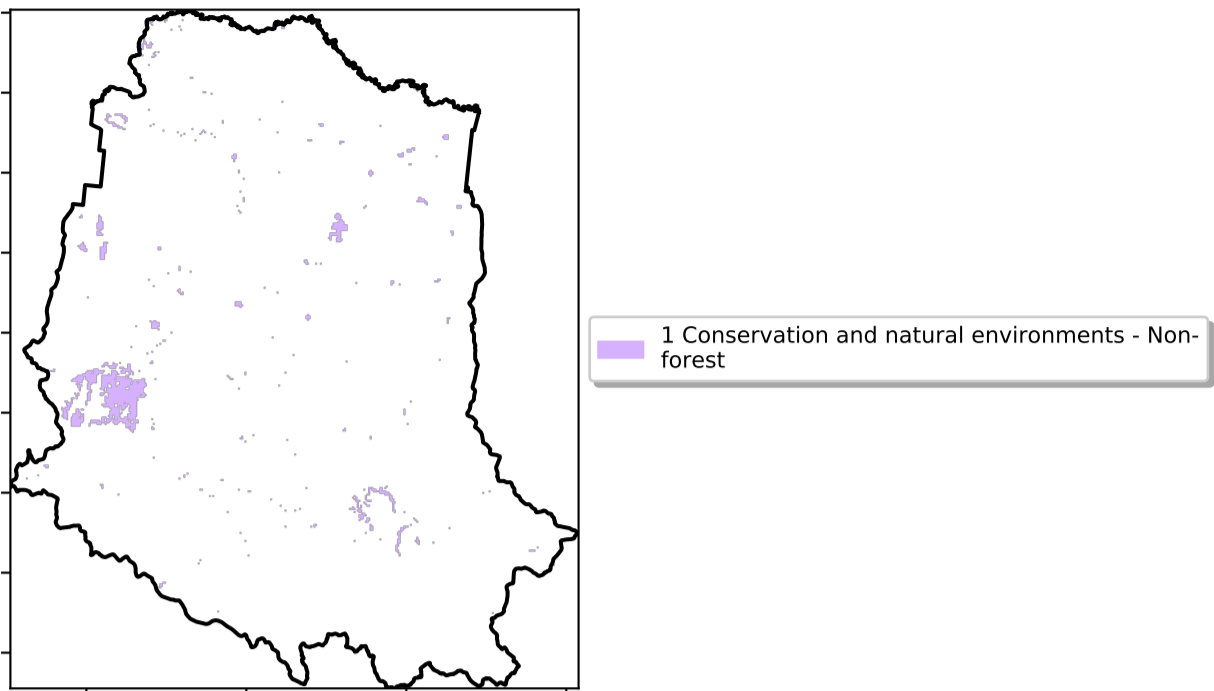 1 Conservation and natural environments - Non-
forest